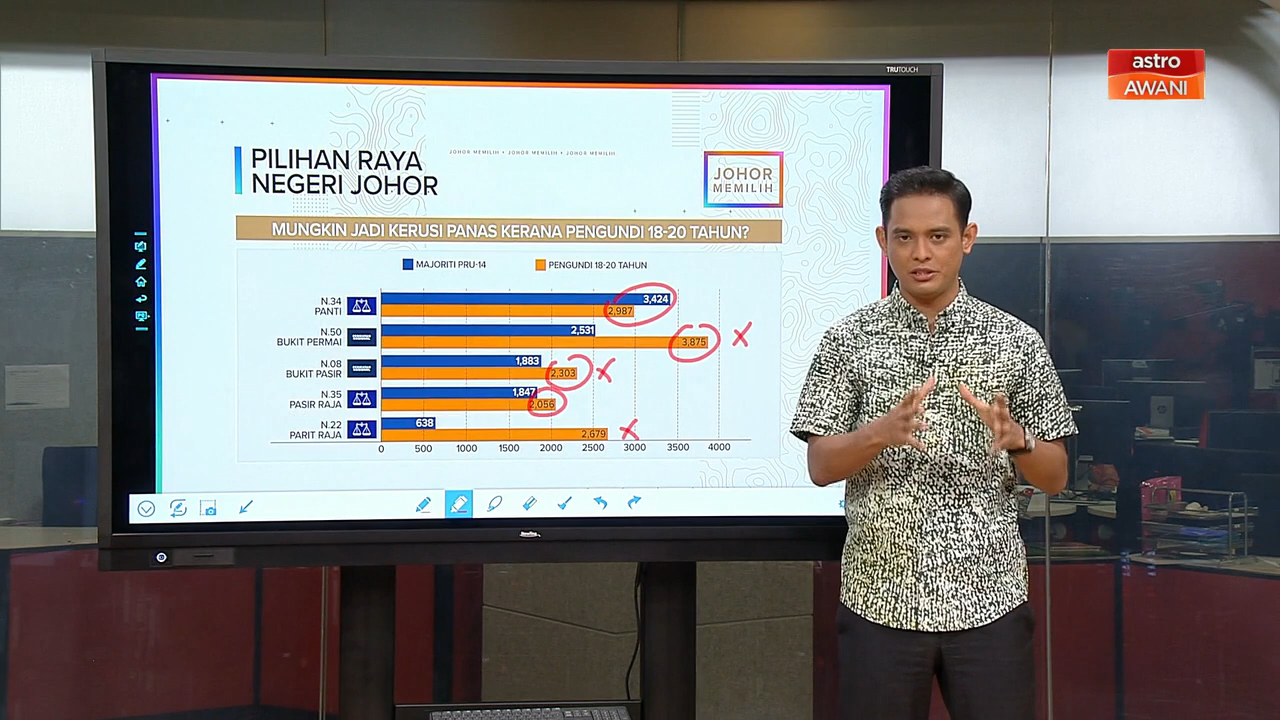 TRUTOUCH
astro
AWANI
PILIHAN RAYA
NEGERI JOHOR
JOHOR MEMILIH • JOHOR MEMILIH • JOHOR MEMILIH
JOHOR
MEMILIH
MUNGKIN JADI KERUSI PANAS KERANA PENGUNDI 18-20 TAHUN?
MAJORITI PRU-14
PENGUNDI 18-20 TAHUN
N.34
PANTI
3,424
2,987
N.50
BUKIT PERMAI
2,531
3,875
X
N.08
BUKIT PASIR
1,883
2,303
X
N.35
PASIR RAJA
1,847
2,056
N.22
PARIT RAJA
638
2,679
X
0 500 1000 1500 2000 2500 3000 3500 4000